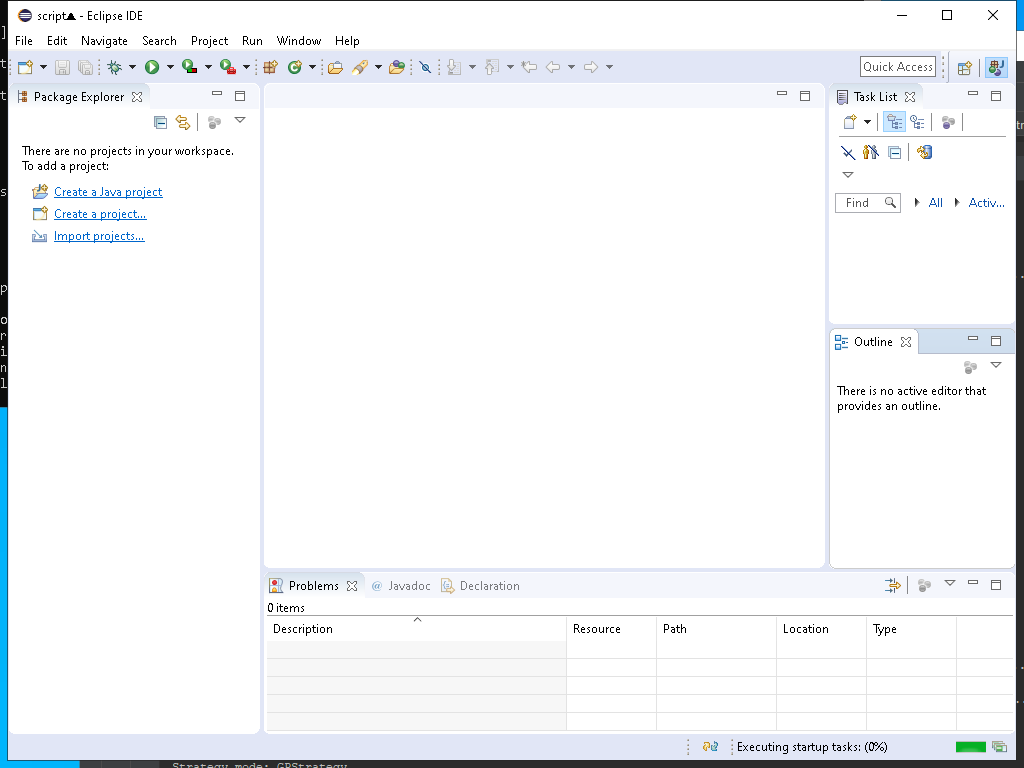 script▲ - Eclipse IDE
File Edit Navigate Search Project Run Window Help
Quick Access
Package Explorer
There are no projects in your workspace.
To add a project:
Create a Java project
Create a project...
Import projects...
Task List
Find All Activ...
Outline
There is no active editor that
provides an outline.
Problems @ Javadoc Declaration
0 items
Description Resource Path Location Type
Executing startup tasks: (0%)
Strategy mode: GPStrategy